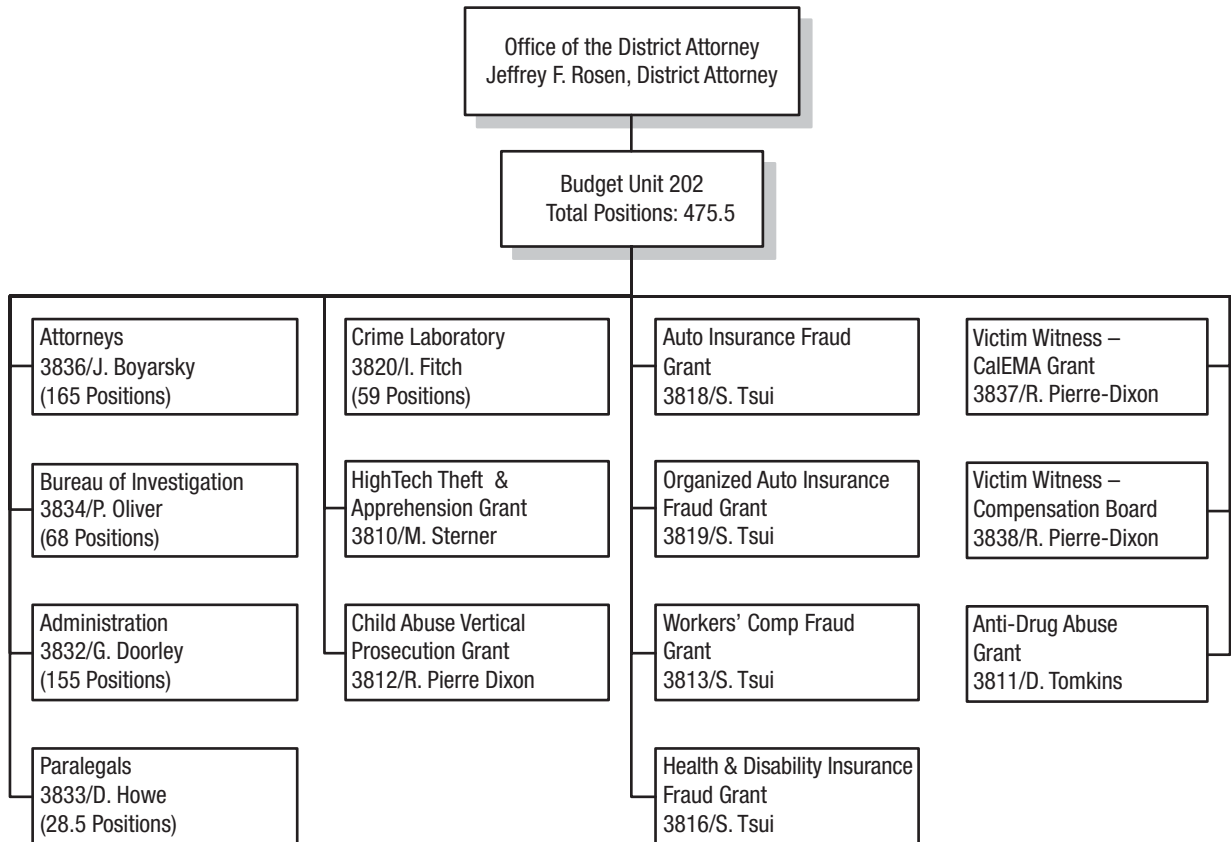 Office of the District Attorney
Jeffrey F. Rosen, District Attorney
Budget Unit 202
Total Positions: 475.5
Attorneys
3836/J. Boyarsky
(165 Positions)
Bureau of Investigation
3834/P. Oliver
(68 Positions)
Administration
3832/G. Doorley
(155 Positions)
Paralegals
3833/D. Howe
(28.5 Positions)
Crime Laboratory
3820/I. Fitch
(59 Positions)
HighTech Theft &
Apprehension Grant
3810/M. Sterner
Child Abuse Vertical
Prosecution Grant
3812/R. Pierre Dixon
Auto Insurance Fraud
Grant
3818/S. Tsui
Organized Auto Insurance
Fraud Grant
3819/S. Tsui
Workers’ Comp Fraud
Grant
3813/S. Tsui
Health & Disability Insurance
Fraud Grant
3816/S. Tsui
Victim Witness –
CalEMA Grant
3837/R. Pierre-Dixon
Victim Witness –
Compensation Board
3838/R. Pierre-Dixon
Anti-Drug Abuse
Grant
3811/D. Tomkins